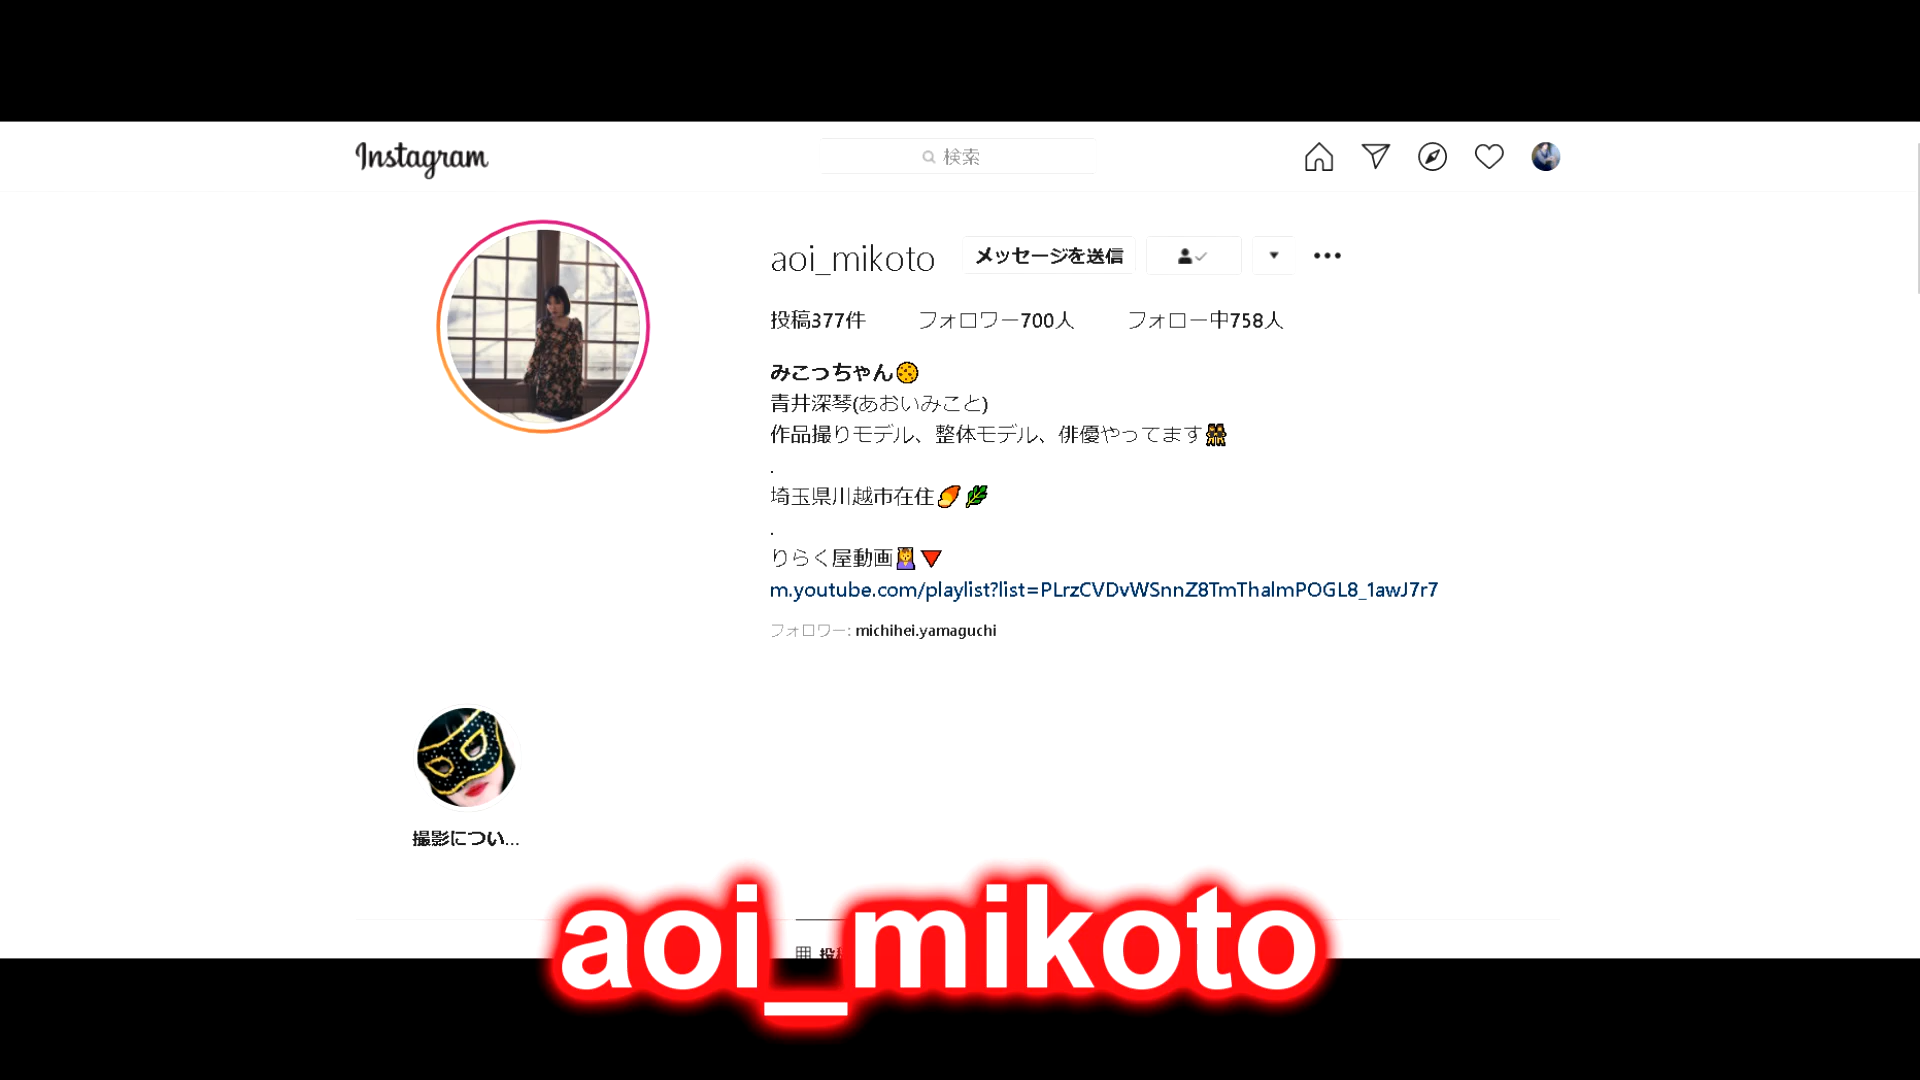 Instagram
検索
aoi_mikoto
メッセージを送信
投稿377件 フォロワー700人 フォロー中758人
みこっちゃん🍪
青井深琴(あおいみこと)
作品撮りモデル、整体モデル、俳優やってます👯
.
埼玉県川越市在住🍠🌿
.
りらく屋動画💆🔻
m.youtube.com/playlist?list=PLrzCVDvWSnnZ8TmThaImPOGL8_1awJ7r7
フォロワー: michihei.yamaguchi
撮影につい...
aoi_mikoto